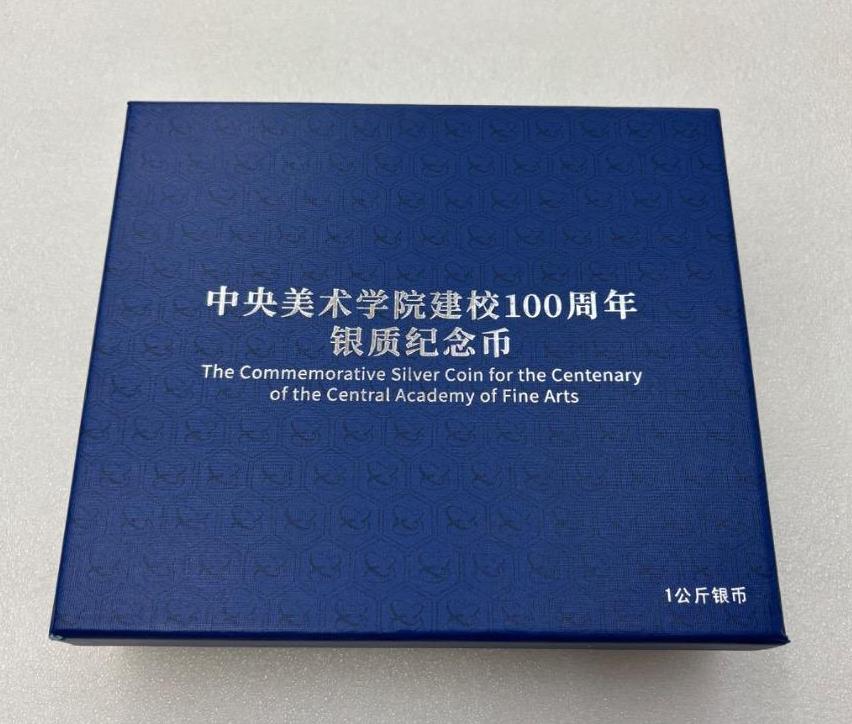 中央美术学院建校100周年
银质纪念币
The Commemorative Silver Coin for the Centenary
of the Central Academy of Fine Arts
1公斤银币